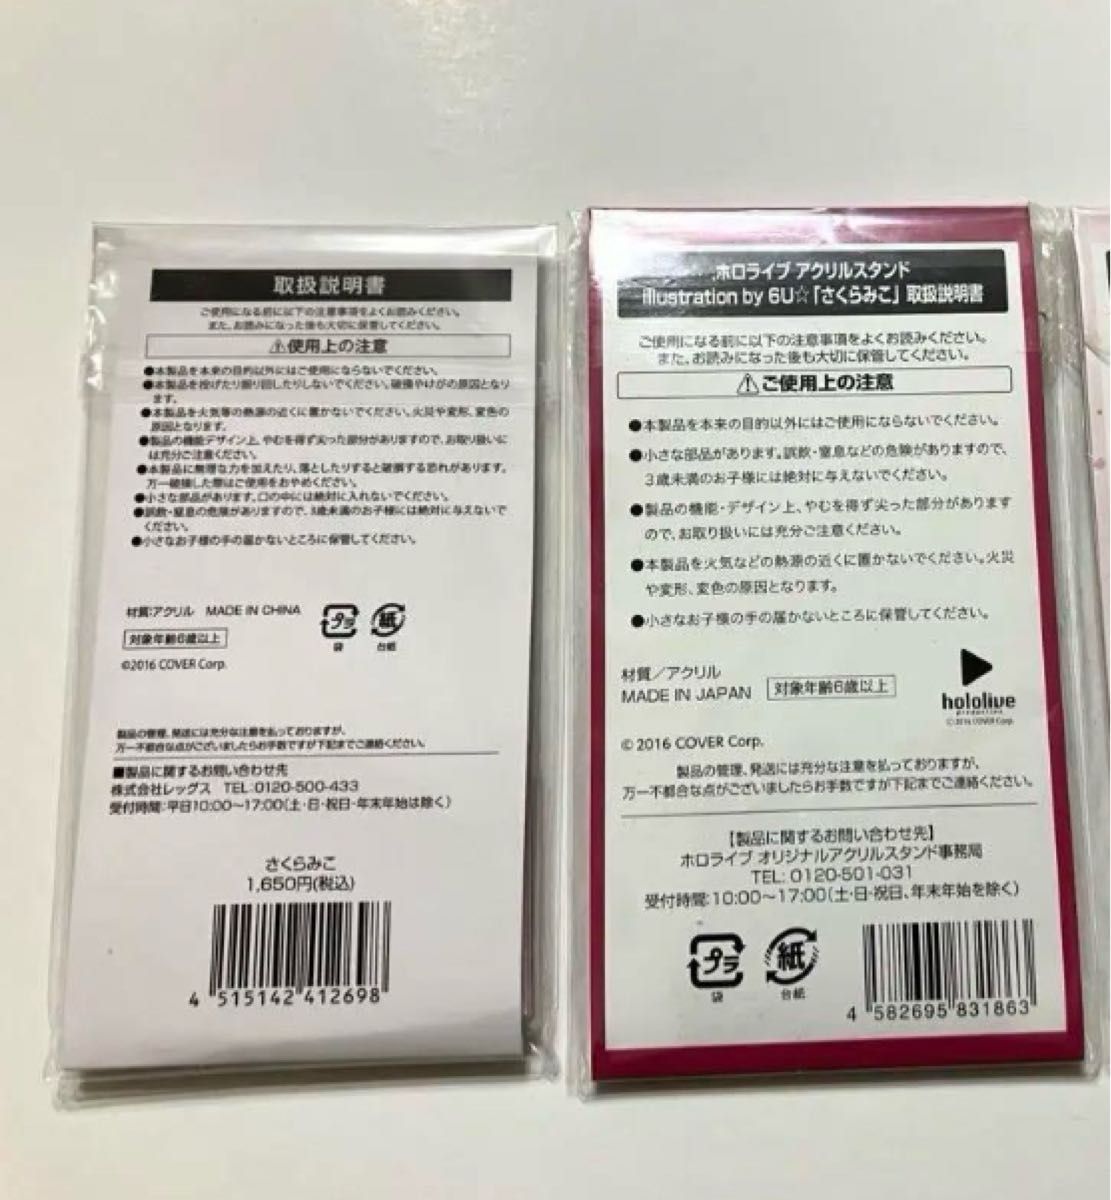 取扱説明書
ご使用になる前に以下の注意事項をよくお読みください。
また、お読みになった後も大切に保管してください。
⚠使用上の注意
●本製品を本来の目的以外にはご使用にならないでください。
●本製品を投げたり振り回したりしないでください。破損やけがの原因となり
ます。
●本製品を火気等の熱源の近くに置かないでください。火災や変形、変色の
原因となります。
●製品の機能デザイン上、やむを得ず尖った部分がありますので、お取り扱いに
は充分ご注意ください。
●本製品に無理な力を加えたり、落としたりすると破損する恐れがあります。
万一破損した際はご使用をおやめください。
●小さな部品があります。口の中には絶対に入れないでください。
●誤飲・窒息の危険がありますので、3歳未満のお子様には絶対に与えないで
ください。
●小さなお子様の手の届かないところに保管してください。
材質:アクリル MADE IN CHINA
対象年齢6歳以上
©2016 COVER Corp.
プラ
袋
紙
台紙
製品の管理、発送には充分な注意を払っておりますが、
万一不都合な点がございましたらお手数ですが下記までご連絡ください。
■製品に関するお問い合わせ先
株式会社レッグス TEL:0120-500-433
受付時間:平日10:00～17:00(土・日・祝日・年末年始は除く)
さくらみこ
1,650円(税込)
4 515142 412698
ホロライブ アクリルスタンド
illustration by 6U☆「さくらみこ」取扱説明書
ご使用になる前に以下の注意事項をよくお読みください。
また、お読みになった後も大切に保管してください。
⚠ご使用上の注意
●本製品を本来の目的以外にはご使用にならないでください。
●小さな部品があります。誤飲・窒息などの危険がありますので、
3歳未満のお子様には絶対に与えないでください。
●製品の機能・デザイン上、やむを得ず尖った部分があります
ので、お取り扱いには充分ご注意ください。
●本製品を火気などの熱源の近くに置かないでください。火災
や変形、変色の原因となります。
●小さなお子様の手の届かないところに保管してください。
材質／アクリル
MADE IN JAPAN
対象年齢6歳以上
hololive
production
©2016 COVER Corp.
© 2016 COVER Corp.
製品の管理、発送には充分な注意を払っておりますが、
万一不都合な点がございましたらお手数ですが下記までご連絡ください。
【製品に関するお問い合わせ先】
ホロライブ オリジナルアクリルスタンド事務局
TEL: 0120-501-031
受付時間:10:00～17:00(土・日・祝日、年末年始を除く)
プラ
袋
紙
台紙
4 582695 831863